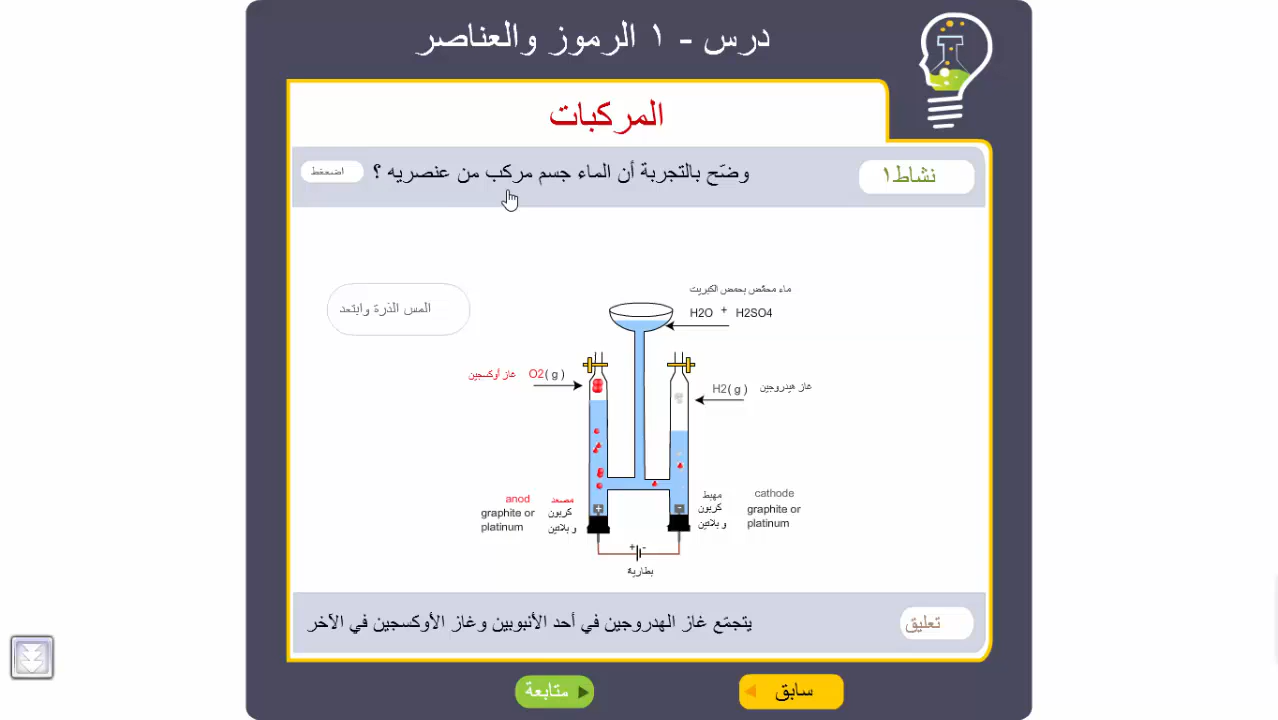 درس - ١ الرموز والعناصر
المركبات
نشاط١
وضّح بالتجربة أن الماء جسم مركب من عنصريه ؟
اضعغط
ماء محمّض بحمض الكبريت
H2O + H2SO4
المس الذرة وابتعد
غاز أوكسجين O2( g )
H2( g ) غاز هيدروجين
anod مصعد
graphite or كربون
platinum و بلاتين
مهبط cathode
كربون graphite or
و بلاتين platinum
+
-
+ -
بطارية
تعليق
يتجمّع غاز الهدروجين في أحد الأنبوبين وغاز الأوكسجين في الآخر
سابق
متابعة